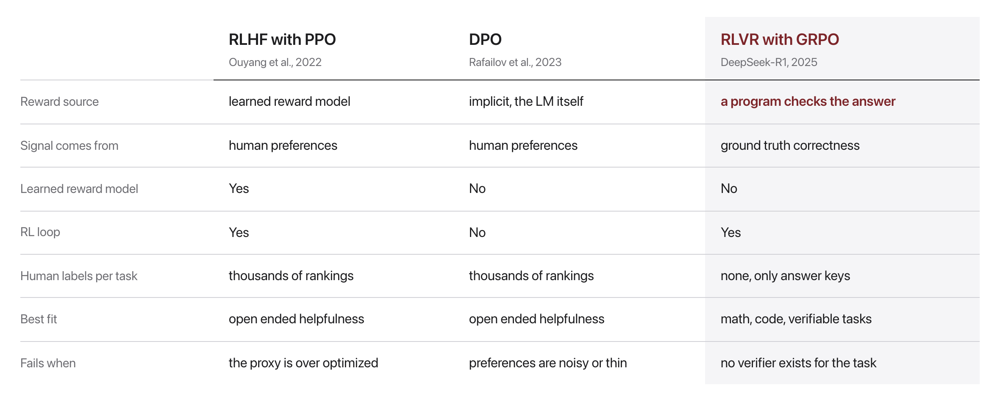 RLHF with PPO
DPO
RLVR with GRPO
Ouyang et al., 2022
Rafailov et al., 2023
DeepSeek-R1, 2025
Reward source
learned reward model
implicit, the LM itself
a program checks the answer
Signal comes from
human preferences
human preferences
ground truth correctness
Learned reward model
Yes
No
No
RL loop
Yes
No
Yes
Human labels per task
thousands of rankings
thousands of rankings
none, only answer keys
Best fit
open ended helpfulness
open ended helpfulness
math, code, verifiable tasks
Fails when
the proxy is over optimized
preferences are noisy or thin
no verifier exists for the task